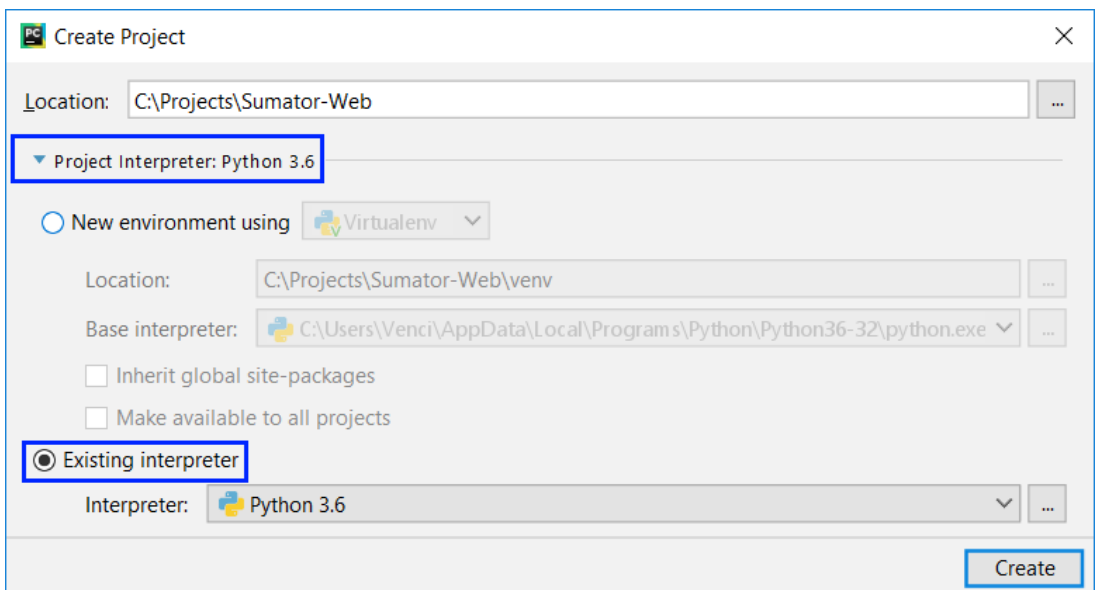 PC Create Project
Location: C:\Projects\Sumator-Web ...
Project Interpreter: Python 3.6
New environment using Virtualenv
Location: C:\Projects\Sumator-Web\venv ...
Base interpreter: C:\Users\Venci\AppData\Local\Programs\Python\Python36-32\python.exe ...
Inherit global site-packages
Make available to all projects
Existing interpreter
Interpreter: Python 3.6 ...
Create